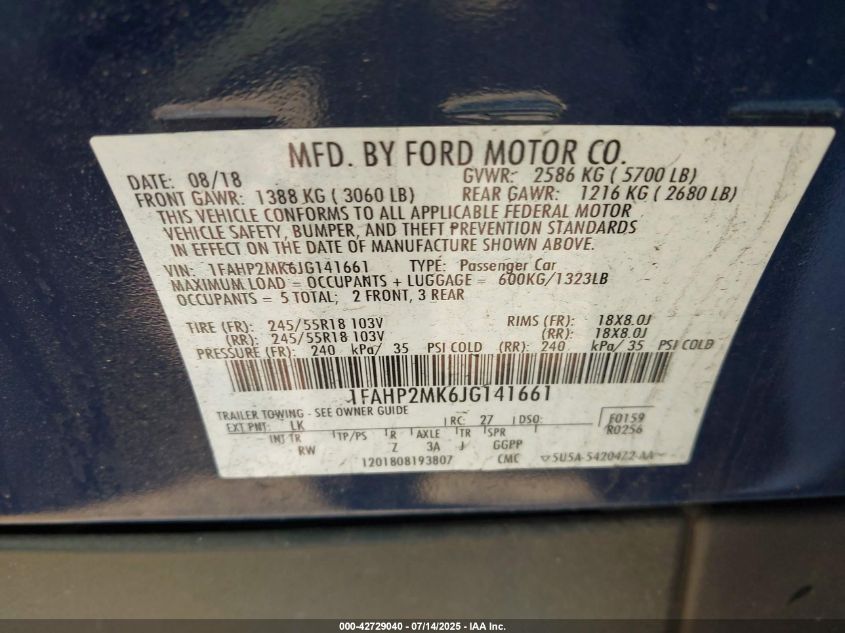 MFD. BY FORD MOTOR CO.
DATE: 08/18 GVWR: 2586 KG ( 5700 LB)
FRONT GAWR: 1388 KG ( 3060 LB) REAR GAWR: 1216 KG ( 2680 LB)
THIS VEHICLE CONFORMS TO ALL APPLICABLE FEDERAL MOTOR
VEHICLE SAFETY, BUMPER, AND THEFT PREVENTION STANDARDS
IN EFFECT ON THE DATE OF MANUFACTURE SHOWN ABOVE.
VIN: 1FAHP2MK6JG141661 TYPE: Passenger Car
MAXIMUM LOAD = OCCUPANTS + LUGGAGE = 600KG/1323LB
OCCUPANTS = 5 TOTAL; 2 FRONT, 3 REAR
TIRE (FR): 245/55R18 103V RIMS (FR): 18X8.0J
(RR): 245/55R18 103V (RR): 18X8.0J
PRESSURE (FR): 240 kPa/ 35 PSI COLD (RR): 240 kPa/ 35 PSI COLD
1FAHP2MK6JG141661
TRAILER TOWING - SEE OWNER GUIDE
EXT PNT: LK RC: 27 DSO: F0159
INT TR TP/PS R AXLE TR SPR R0256
RW Z 3A J GGPP
1201808193807 CMC 5U5A-5420472-AA
000-42729040 - 07/14/2025 - IAA Inc.